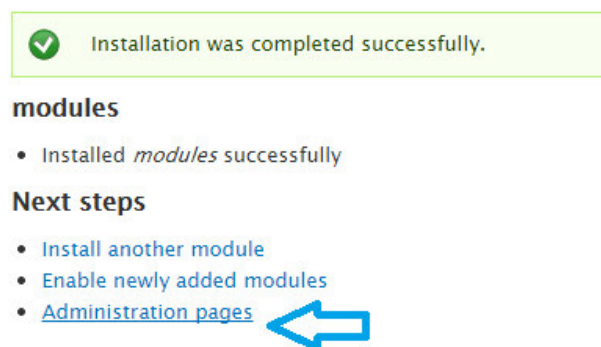 Installation was completed successfully.
modules
Installed modules successfully
Next steps
Install another module
Enable newly added modules
Administration pages